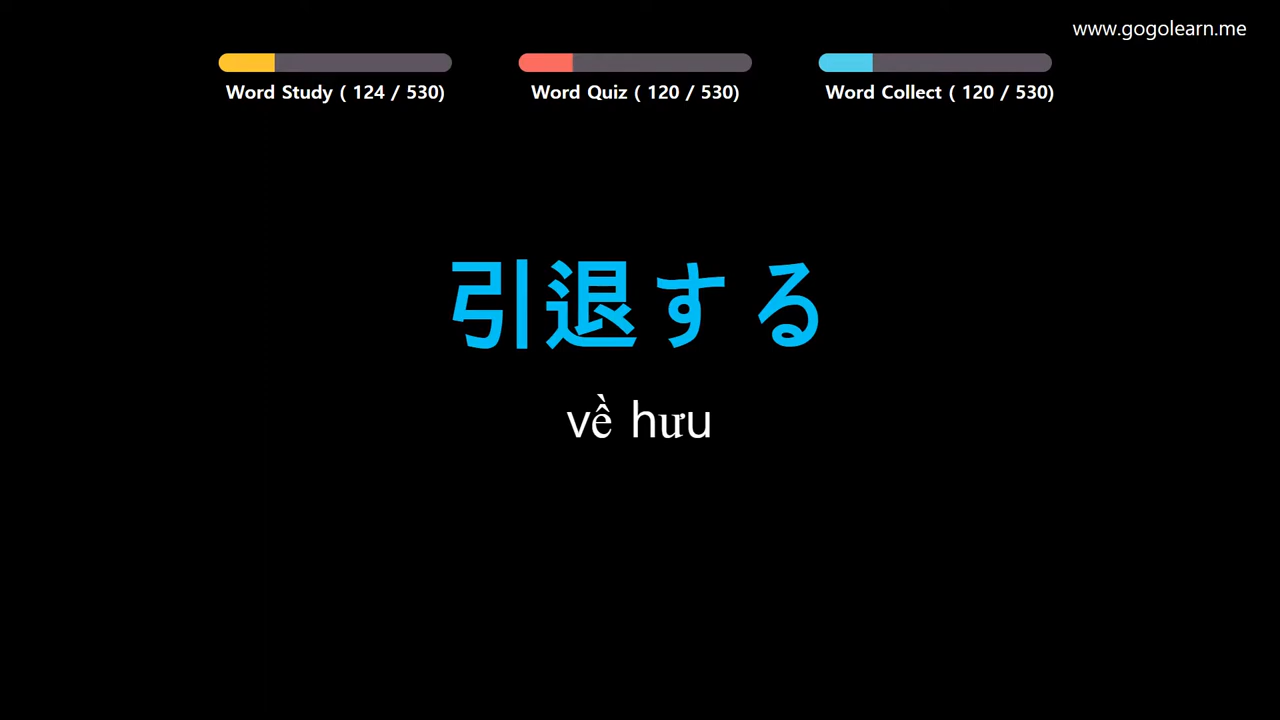 www.gogolearn.me
Word Study ( 124 / 530)
Word Quiz ( 120 / 530)
Word Collect ( 120 / 530)
引退する
về hưu